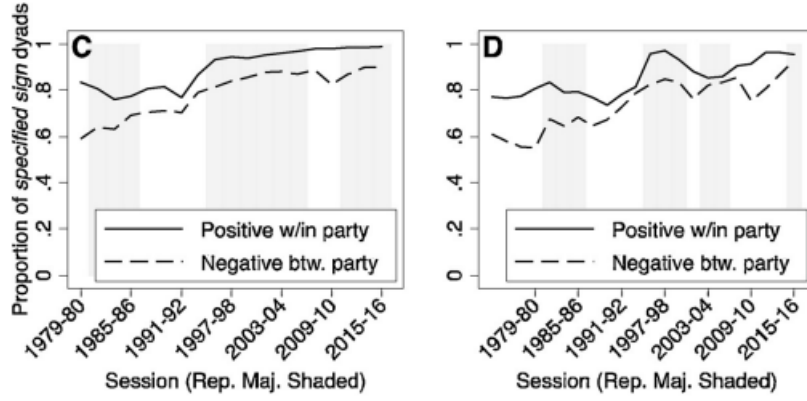 Proportion of specified sign dyads
C
1
.8
.6
.4
.2
0
Positive w/in party
Negative btw. party
1979-80
1985-86
1991-92
1997-98
2003-04
2009-10
2015-16
Session (Rep. Maj. Shaded)
D
1
.8
.6
.4
.2
0
Positive w/in party
Negative btw. party
1979-80
1985-86
1991-92
1997-98
2003-04
2009-10
2015-16
Session (Rep. Maj. Shaded)